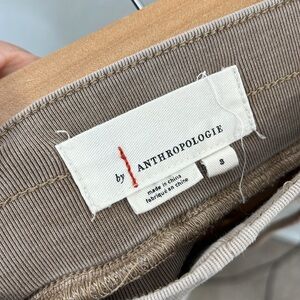 by ANTHROPOLOGIE
8
made in china
fabriqué en chine